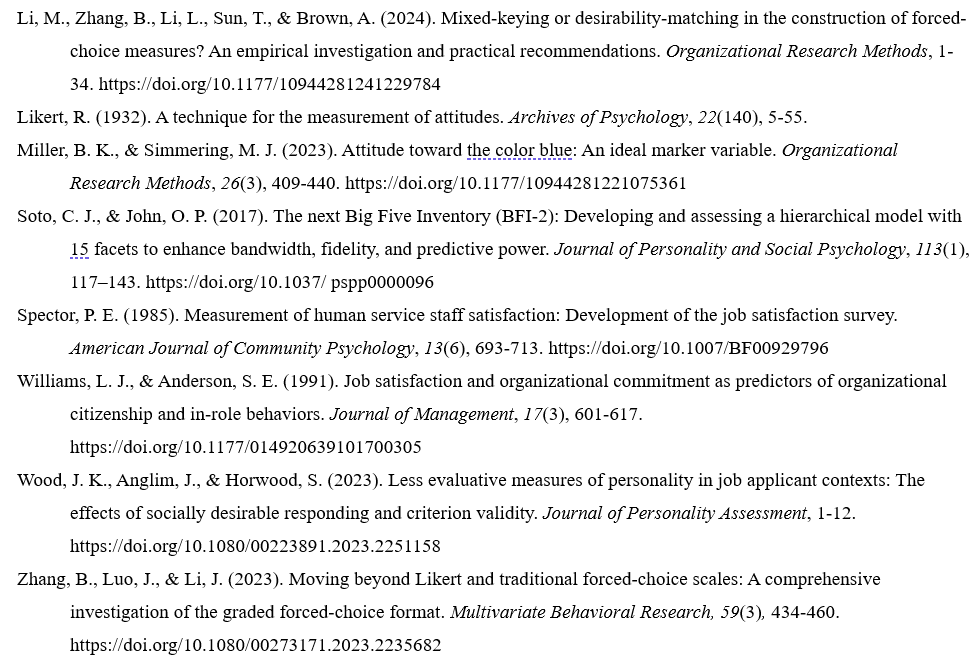 Li, M., Zhang, B., Li, L., Sun, T., & Brown, A. (2024). Mixed-keying or desirability-matching in the construction of forced-
choice measures? An empirical investigation and practical recommendations. Organizational Research Methods, 1-
34. https://doi.org/10.1177/10944281241229784
Likert, R. (1932). A technique for the measurement of attitudes. Archives of Psychology, 22(140), 5-55.
Miller, B. K., & Simmering, M. J. (2023). Attitude toward the color blue: An ideal marker variable. Organizational
Research Methods, 26(3), 409-440. https://doi.org/10.1177/10944281221075361
Soto, C. J., & John, O. P. (2017). The next Big Five Inventory (BFI-2): Developing and assessing a hierarchical model with
15 facets to enhance bandwidth, fidelity, and predictive power. Journal of Personality and Social Psychology, 113(1),
117–143. https://doi.org/10.1037/ pspp0000096
Spector, P. E. (1985). Measurement of human service staff satisfaction: Development of the job satisfaction survey.
American Journal of Community Psychology, 13(6), 693-713. https://doi.org/10.1007/BF00929796
Williams, L. J., & Anderson, S. E. (1991). Job satisfaction and organizational commitment as predictors of organizational
citizenship and in-role behaviors. Journal of Management, 17(3), 601-617.
https://doi.org/10.1177/014920639101700305
Wood, J. K., Anglim, J., & Horwood, S. (2023). Less evaluative measures of personality in job applicant contexts: The
effects of socially desirable responding and criterion validity. Journal of Personality Assessment, 1-12.
https://doi.org/10.1080/00223891.2023.2251158
Zhang, B., Luo, J., & Li, J. (2023). Moving beyond Likert and traditional forced-choice scales: A comprehensive
investigation of the graded forced-choice format. Multivariate Behavioral Research, 59(3), 434-460.
https://doi.org/10.1080/00273171.2023.2235682